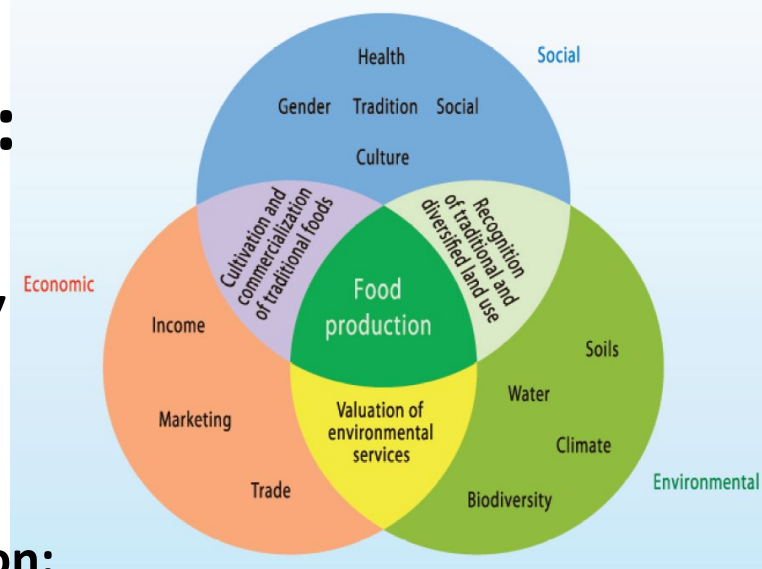 :
Health
Social
Gender Tradition Social
Culture
Cultivation and
commercialization
of traditional foods
Recognition
of traditional and
diversified land use
Economic
Food
production
Income
Soils
Water
Marketing
Valuation of
environmental
services
Climate
Trade
Biodiversity
Environmental
on: